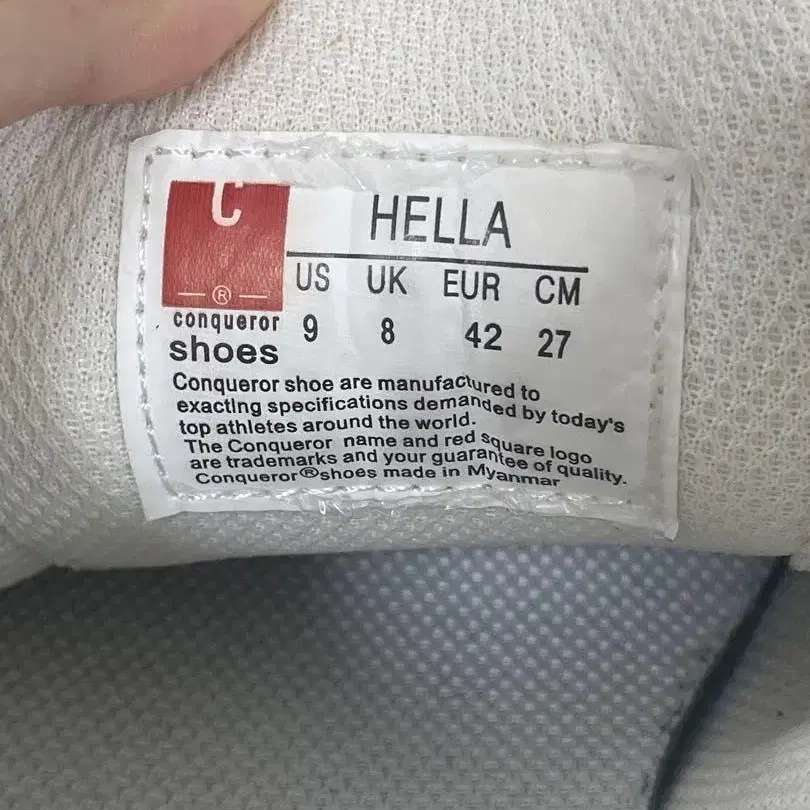 C
HELLA
US UK EUR CM
— ® —
conqueror 9 8 42 27
shoes
Conqueror shoe are manufactured to
exacting specifications demanded by today's
top athletes around the world.
The Conqueror name and red square logo
are trademarks and your guarantee of quality.
Conqueror®shoes made in Myanmar